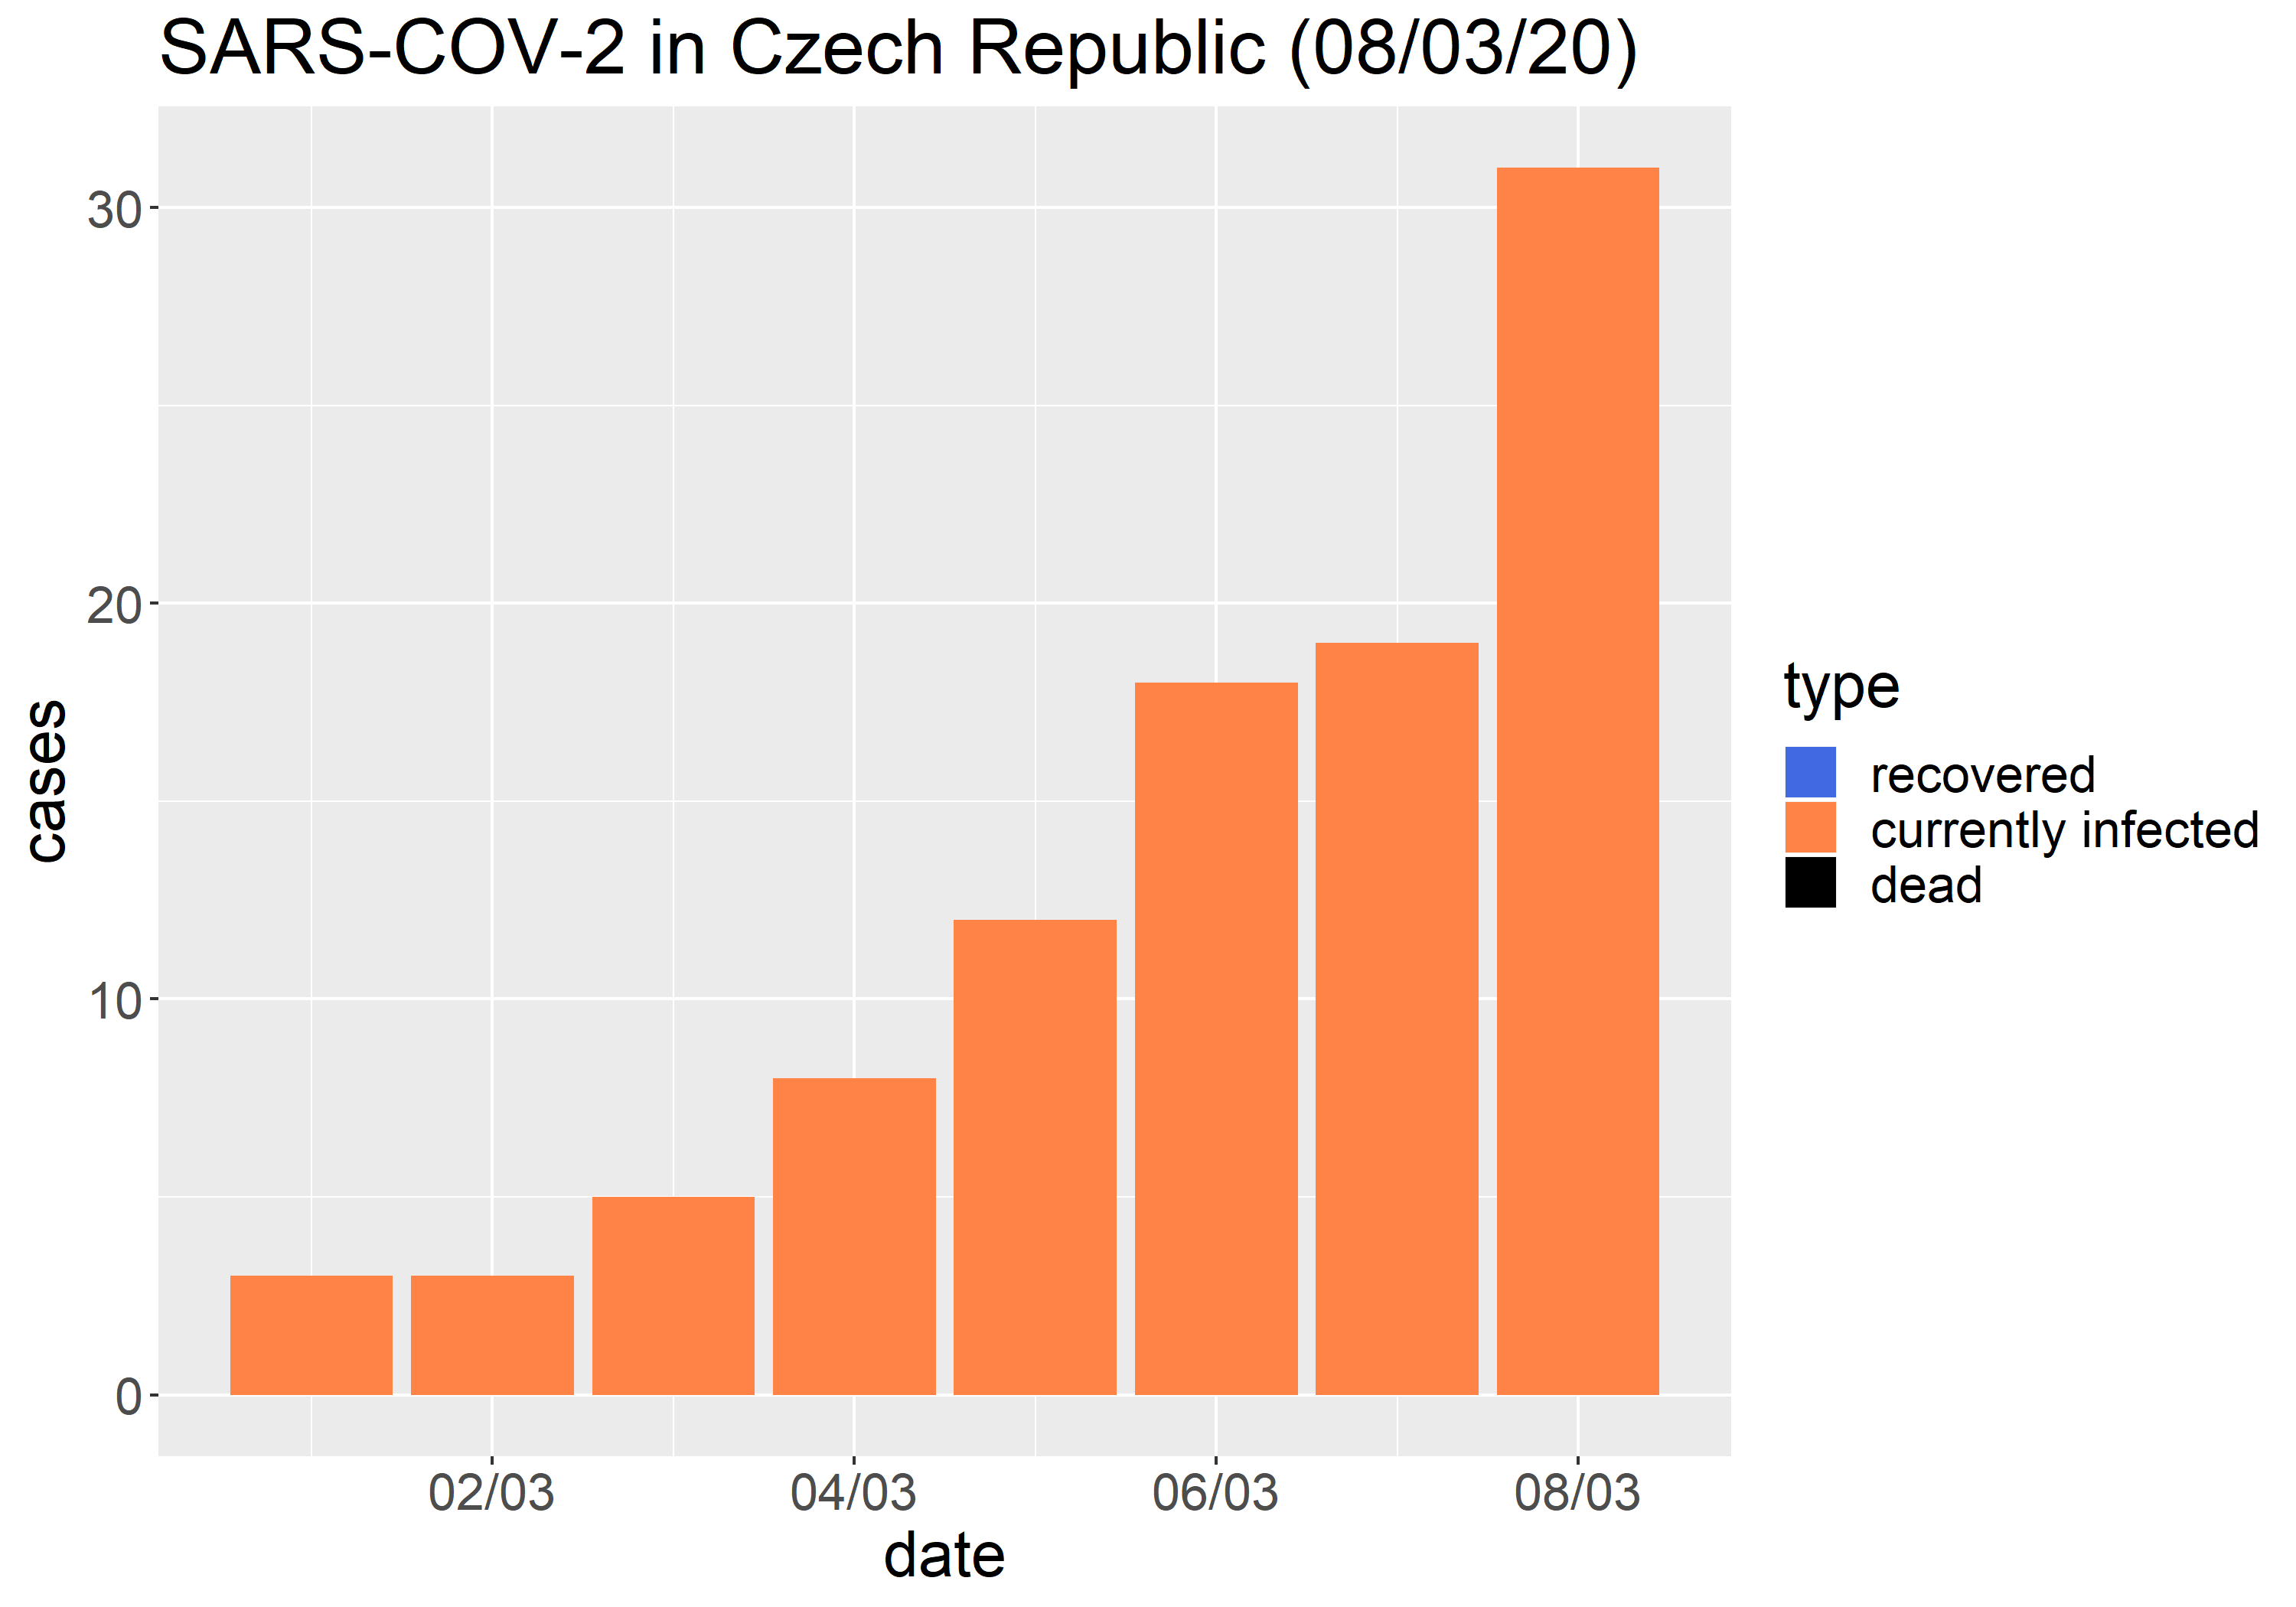 SARS-COV-2 in Czech Republic (08/03/20)
30
20
10
0
cases
02/03 04/03 06/03 08/03
date
type
recovered
currently infected
dead